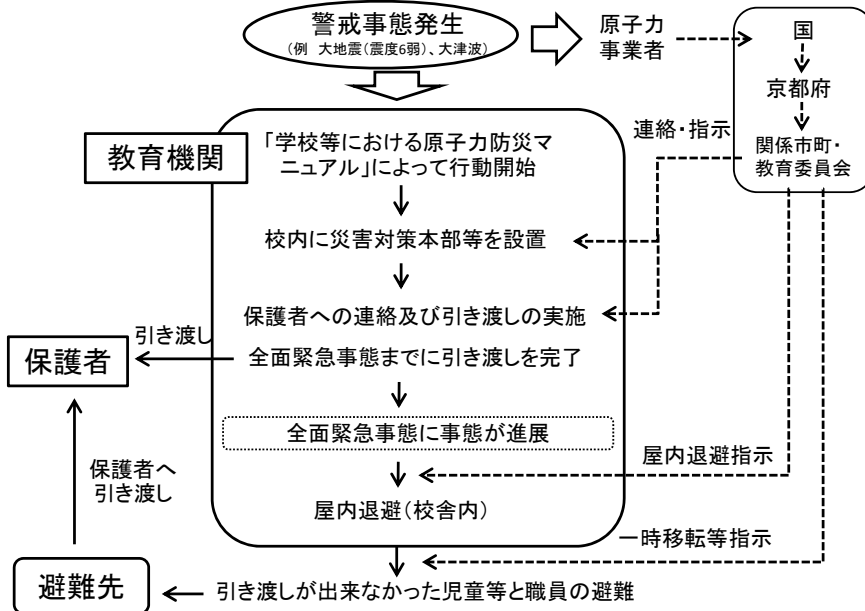 警戒事態発生
(例 大地震(震度6弱)、大津波)
原子力
事業者
国
京都府
関係市町・
教育委員会
連絡・指示
教育機関
「学校等における原子力防災マ
ニュアル」によって行動開始
校内に災害対策本部等を設置
保護者への連絡及び引き渡しの実施
引き渡し
保護者
全面緊急事態までに引き渡しを完了
全面緊急事態に事態が進展
屋内退避指示
保護者へ
引き渡し
屋内退避(校舎内)
一時移転等指示
避難先
引き渡しが出来なかった児童等と職員の避難